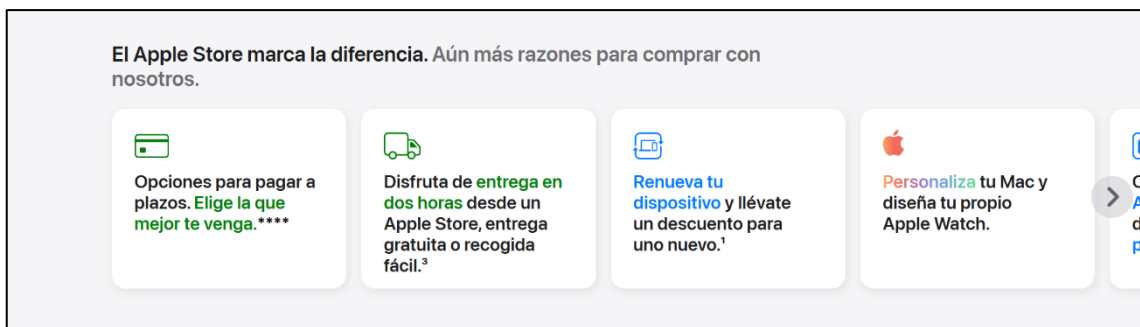 El Apple Store marca la diferencia. Aún más razones para comprar con
nosotros.
Opciones para pagar a
plazos. Elige la que
mejor te venga.****
Disfruta de entrega en
dos horas desde un
Apple Store, entrega
gratuita o recogida
fácil.³
Renueva tu
dispositivo y llévate
un descuento para
uno nuevo.¹
Personaliza tu Mac y
diseña tu propio
Apple Watch.